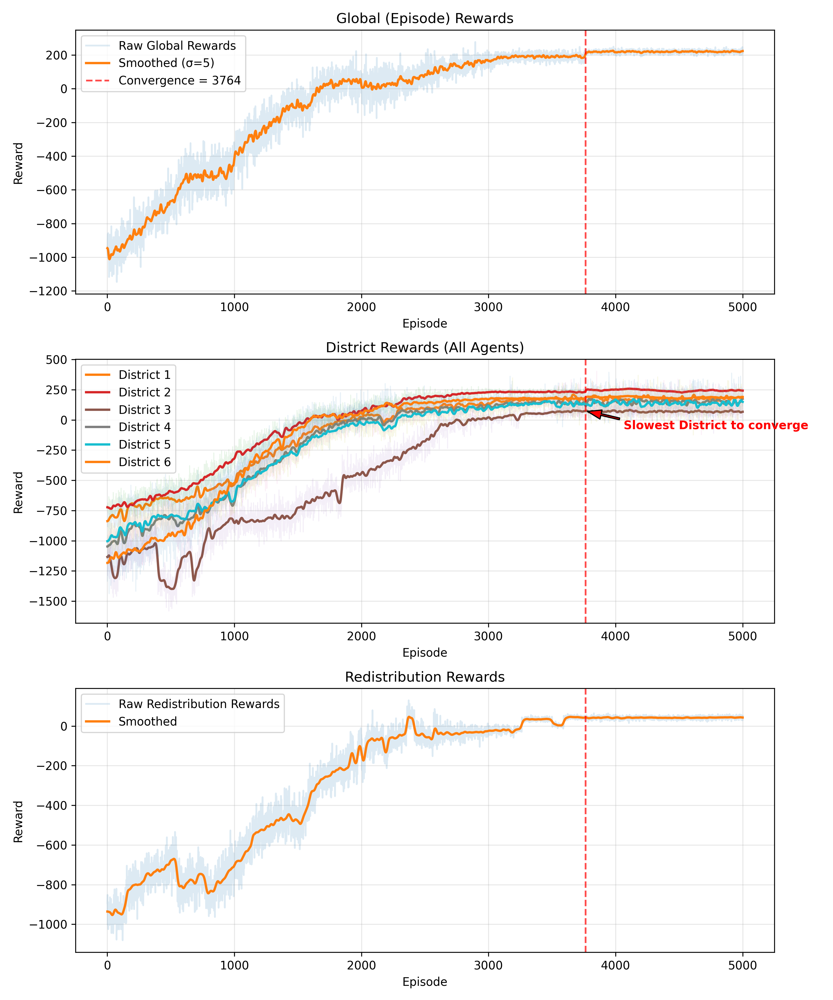 Global (Episode) Rewards
Raw Global Rewards
Smoothed (σ=5)
Convergence = 3764
200
0
−200
−400
−600
−800
−1000
−1200
Reward
0 1000 2000 3000 4000 5000
Episode
District Rewards (All Agents)
District 1
District 2
District 3
District 4
District 5
District 6
500
250
0
−250
−500
−750
−1000
−1250
−1500
Reward
Slowest District to converge
0 1000 2000 3000 4000 5000
Episode
Redistribution Rewards
Raw Redistribution Rewards
Smoothed
0
−200
−400
−600
−800
−1000
Reward
0 1000 2000 3000 4000 5000
Episode